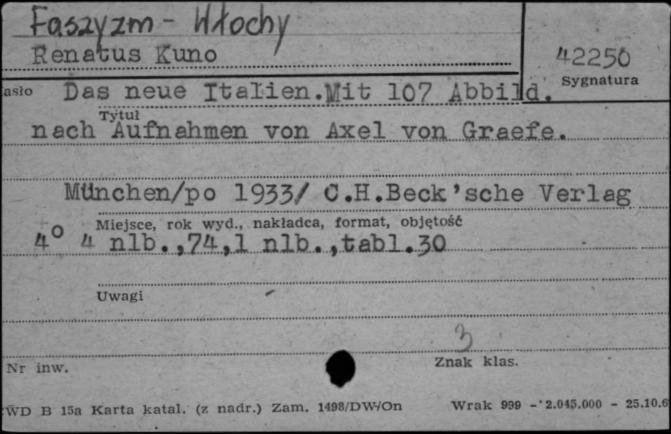 Faszyzm - Włochy
Renatus Kuno
42250
Sygnatura
asło Das neue Italien.Mit 107 Abbild.
Tytuł
nach Aufnahmen von Axel von Graefe.
München/po 1933/ C.H.Beck'sche Verlag
Miejsce, rok wyd., nakładca, format, objętość
4° 4 nlb.,74,1 nlb.,tabl.30
Uwagi
3
Nr inw.
Znak klas.
WD B 15a Karta katal. (z nadr.) Zam. 1498/DW/On Wrak 999 - 2.045.000 - 25.10.6